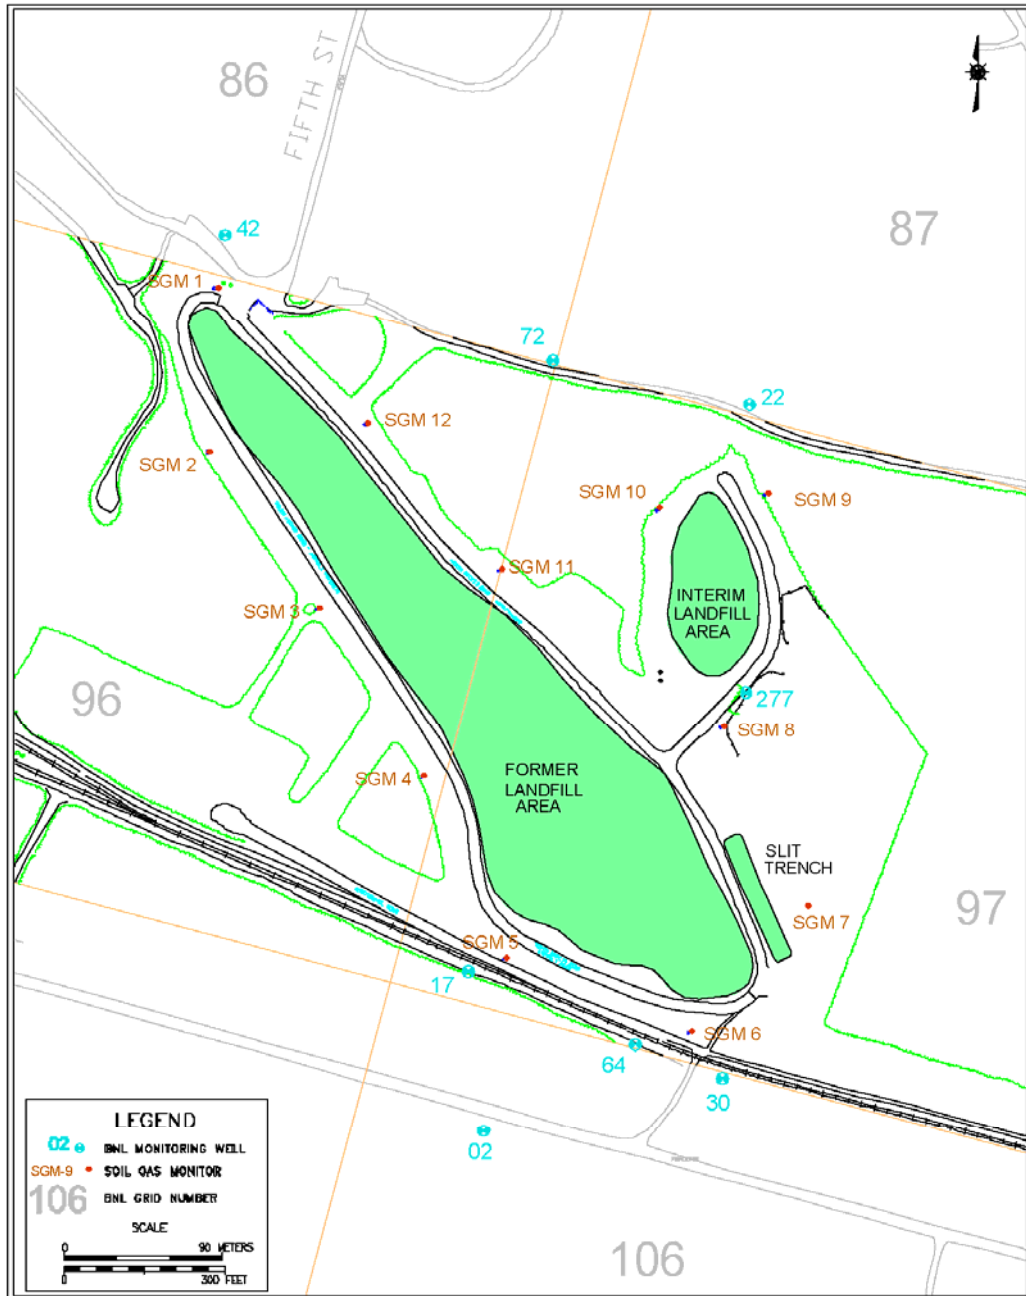 86
FIFTH ST
87
42
SGM 1
72
22
SGM 12
SGM 2
SGM 10
SGM 9
SGM 11
INTERIM
LANDFILL
AREA
SGM 3
96
277
SGM 8
FORMER
LANDFILL
AREA
SGM 4
SLIT
TRENCH
97
SGM 7
SGM 5
17
SGM 6
64
30
02
LEGEND
02 BNL MONITORING WELL
SGM-9 SOIL GAS MONITOR
106 BNL GRID NUMBER
SCALE
0 90 METERS
0 300 FEET
106